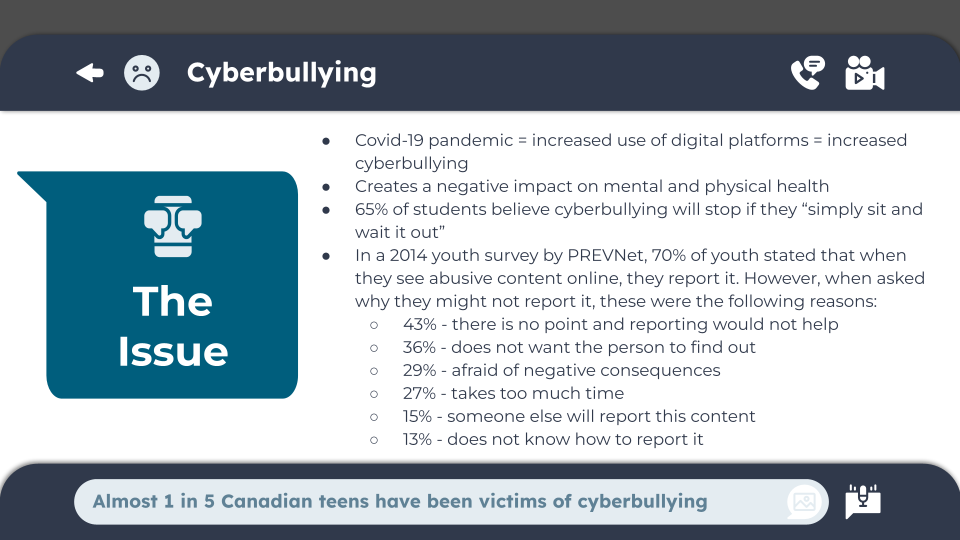 Cyberbullying
The
Issue
● Covid-19 pandemic = increased use of digital platforms = increased
cyberbullying
● Creates a negative impact on mental and physical health
● 65% of students believe cyberbullying will stop if they “simply sit and
wait it out”
● In a 2014 youth survey by PREVNet, 70% of youth stated that when
they see abusive content online, they report it. However, when asked
why they might not report it, these were the following reasons:
○ 43% - there is no point and reporting would not help
○ 36% - does not want the person to find out
○ 29% - afraid of negative consequences
○ 27% - takes too much time
○ 15% - someone else will report this content
○ 13% - does not know how to report it
Almost 1 in 5 Canadian teens have been victims of cyberbullying